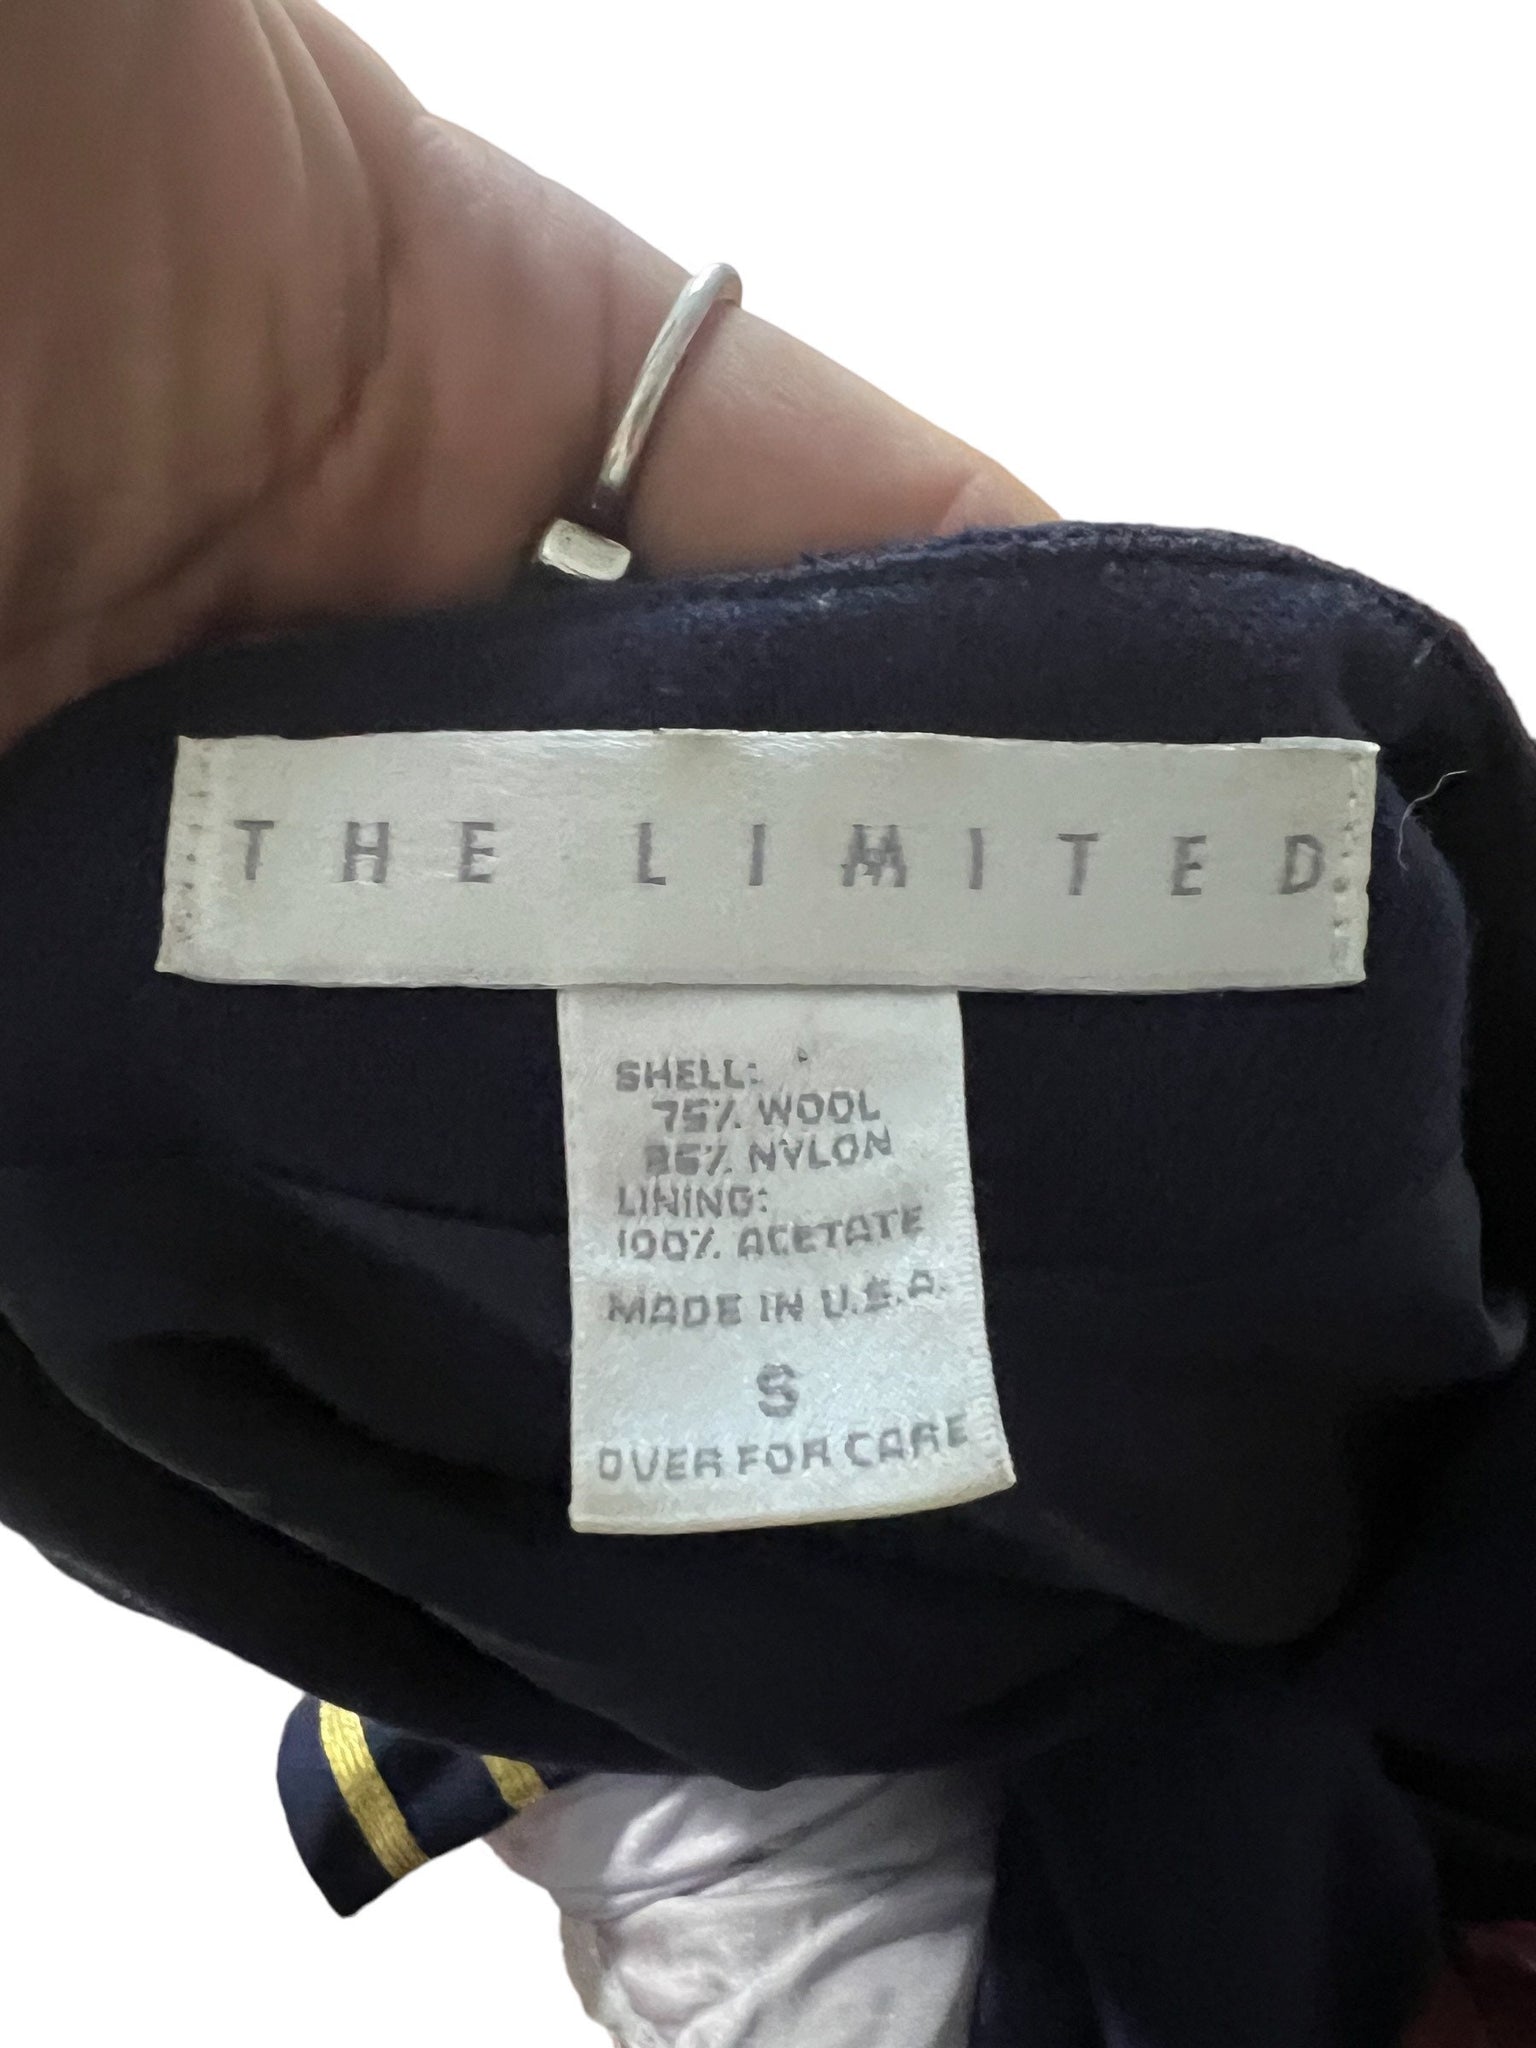 THE LIMITED
SHELL:
75% WOOL
25% NYLON
LINING:
100% ACETATE
MADE IN U.S.A.
S
OVER FOR CARE